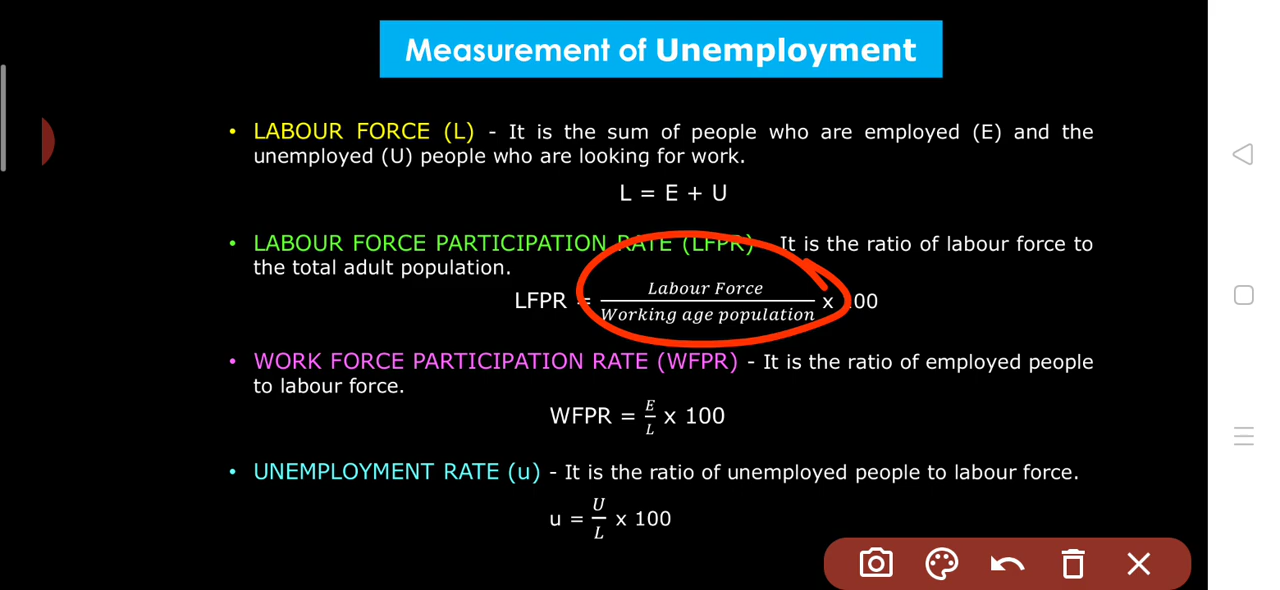 Measurement of Unemployment
• LABOUR FORCE (L) - It is the sum of people who are employed (E) and the
unemployed (U) people who are looking for work.
L = E + U
• LABOUR FORCE PARTICIPATION RATE (LFPR) - It is the ratio of labour force to
the total adult population.
LFPR = Labour Force / Working age population x 100
• WORK FORCE PARTICIPATION RATE (WFPR) - It is the ratio of employed people
to labour force.
WFPR = E / L x 100
• UNEMPLOYMENT RATE (u) - It is the ratio of unemployed people to labour force.
u = U / L x 100